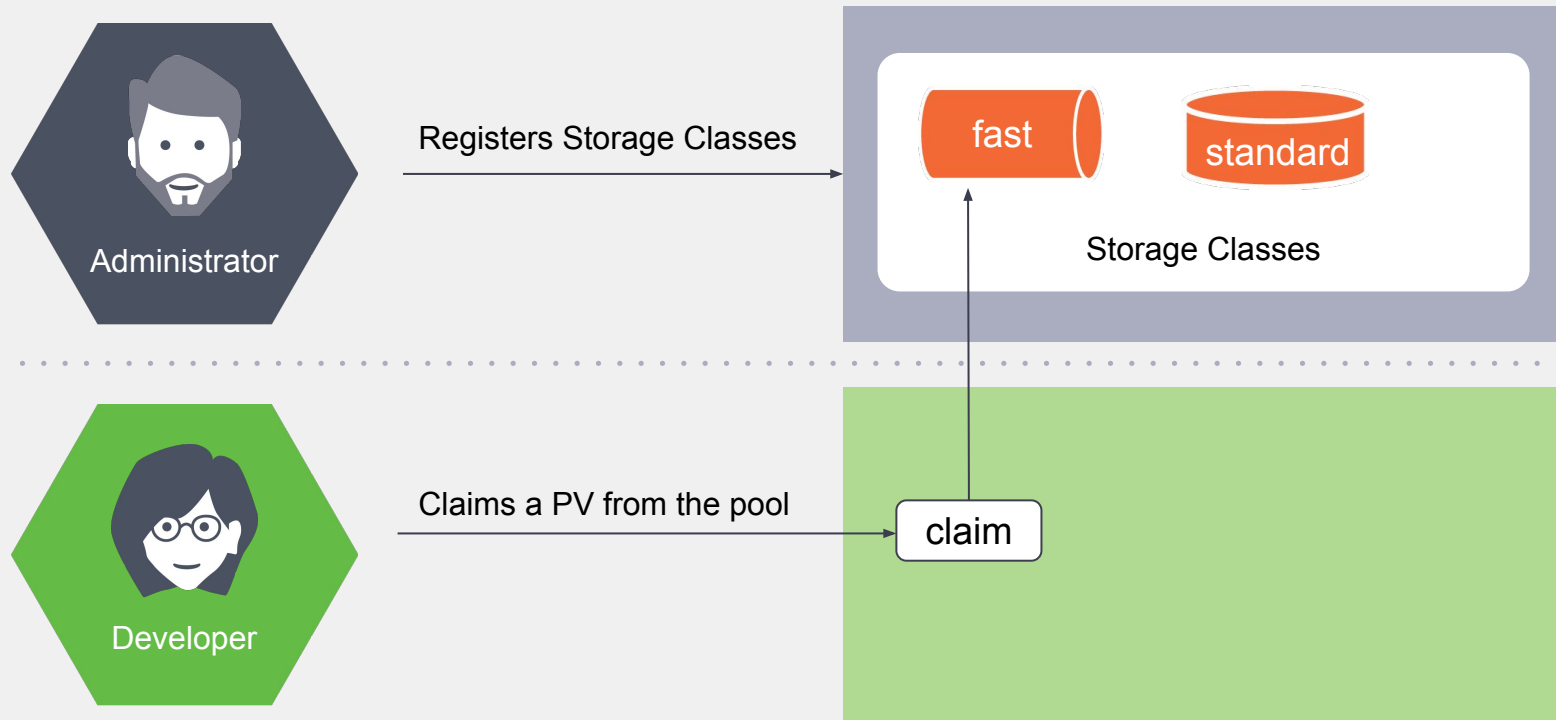 Administrator
Registers Storage Classes
fast
standard
Storage Classes
Developer
Claims a PV from the pool
claim